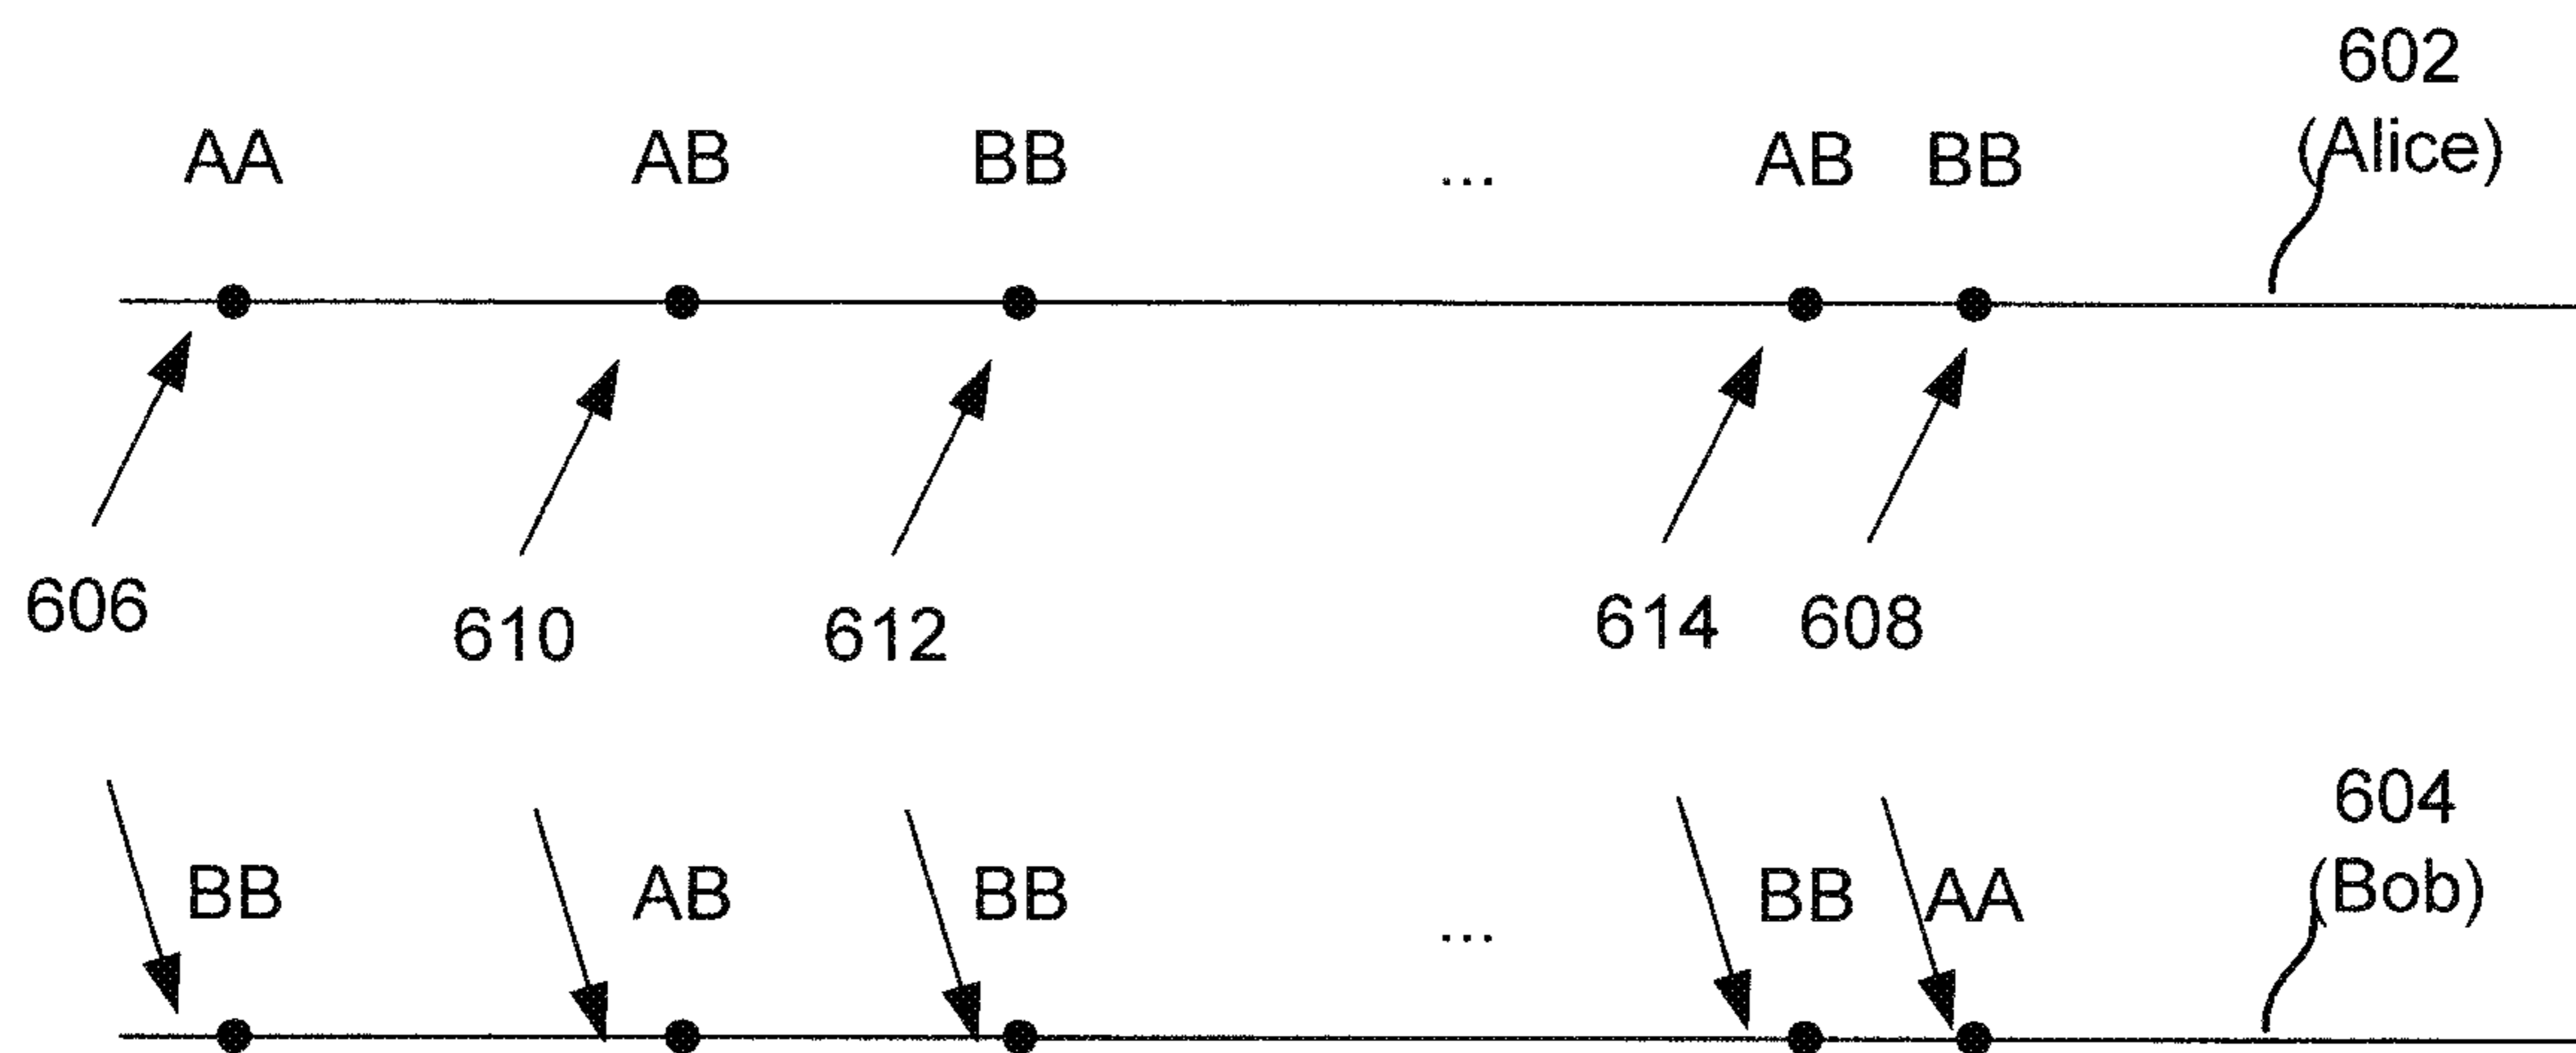 602
AA AB BB ... AB BB (Alice)
606 610 612 614 608
604
BB AB BB ... BB AA (Bob)